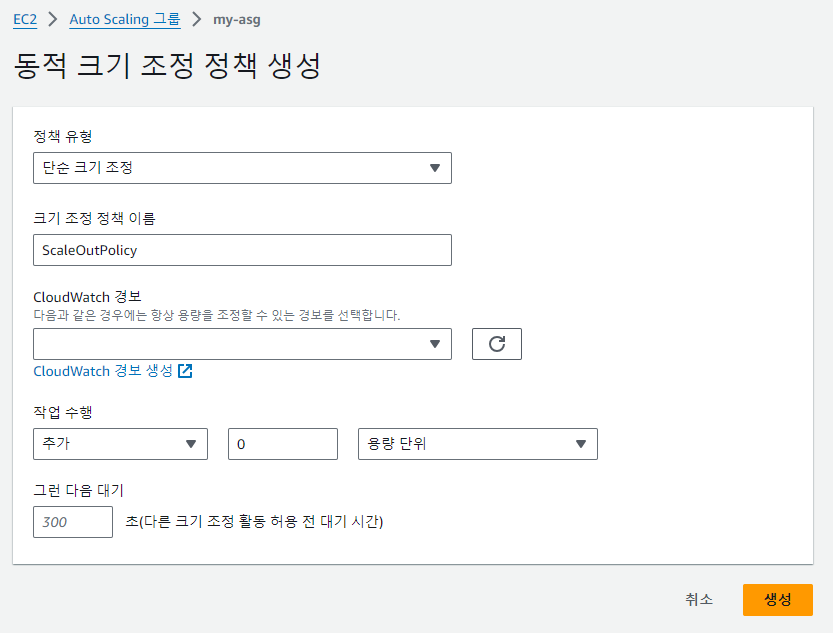 EC2 > Auto Scaling 그룹 > my-asg
동적 크기 조정 정책 생성
정책 유형
단순 크기 조정
크기 조정 정책 이름
ScaleOutPolicy
CloudWatch 경보
다음과 같은 경우에는 항상 용량을 조정할 수 있는 경보를 선택합니다.
CloudWatch 경보 생성
작업 수행
추가 0 용량 단위
그런 다음 대기
300 초(다른 크기 조정 활동 허용 전 대기 시간)
취소 생성